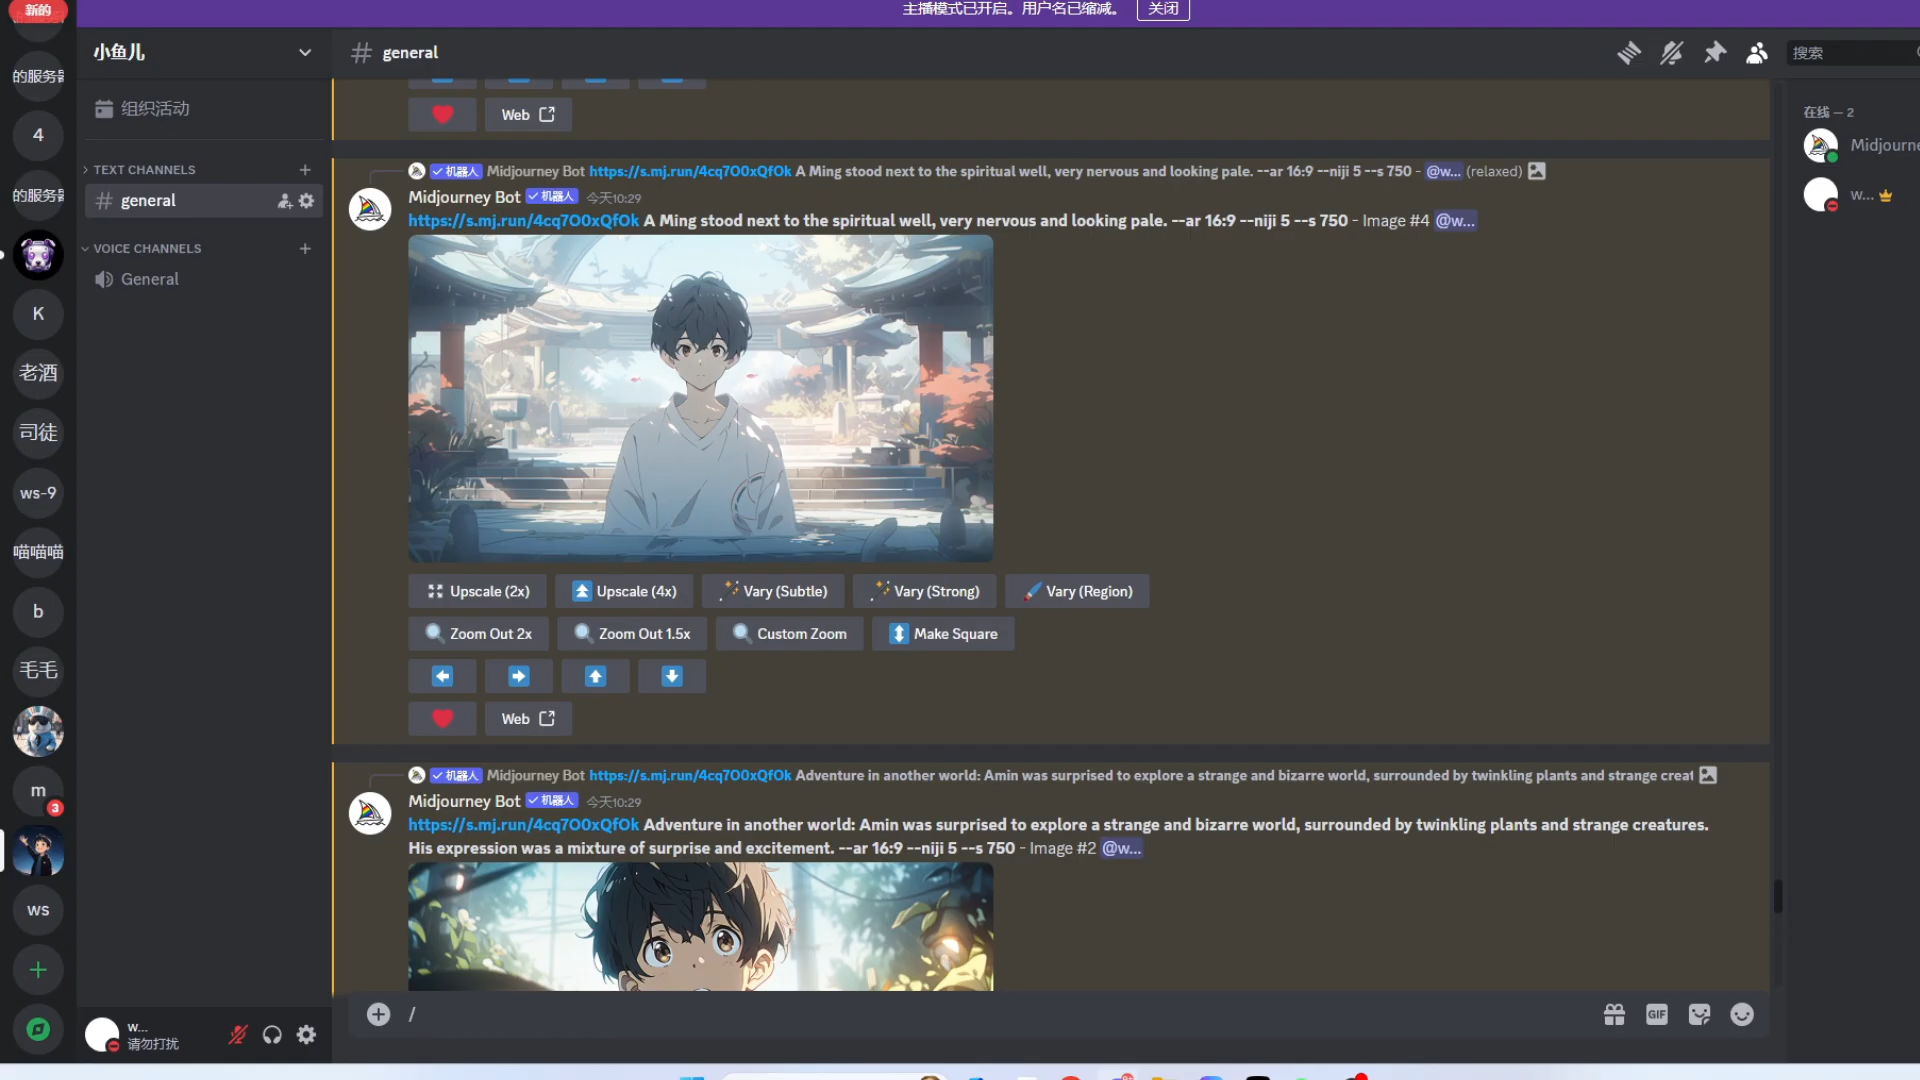 新的
主播模式已开启。用户名已缩减。 关闭
小鱼儿
general
搜索
的服务器
组织活动
4
TEXT CHANNELS
的服务器
general
VOICE CHANNELS
General
K
老酒
司徒
ws-9
喵喵喵
b
毛毛
m
3
ws
w...
请勿打扰
Web
机器人 Midjourney Bot https://s.mj.run/4cq7O0xQfOk A Ming stood next to the spiritual well, very nervous and looking pale. --ar 16:9 --niji 5 --s 750 - @w... (relaxed)
Midjourney Bot 机器人 今天10:29
https://s.mj.run/4cq7O0xQfOk A Ming stood next to the spiritual well, very nervous and looking pale. --ar 16:9 --niji 5 --s 750 - Image #4 @w...
Upscale (2x) Upscale (4x) Vary (Subtle) Vary (Strong) Vary (Region)
Zoom Out 2x Zoom Out 1.5x Custom Zoom Make Square
Web
机器人 Midjourney Bot https://s.mj.run/4cq7O0xQfOk Adventure in another world: Amin was surprised to explore a strange and bizarre world, surrounded by twinkling plants and strange creat
Midjourney Bot 机器人 今天10:29
https://s.mj.run/4cq7O0xQfOk Adventure in another world: Amin was surprised to explore a strange and bizarre world, surrounded by twinkling plants and strange creatures.
His expression was a mixture of surprise and excitement. --ar 16:9 --niji 5 --s 750 - Image #2 @w...
/
GIF
在线 — 2
Midjourne
w...